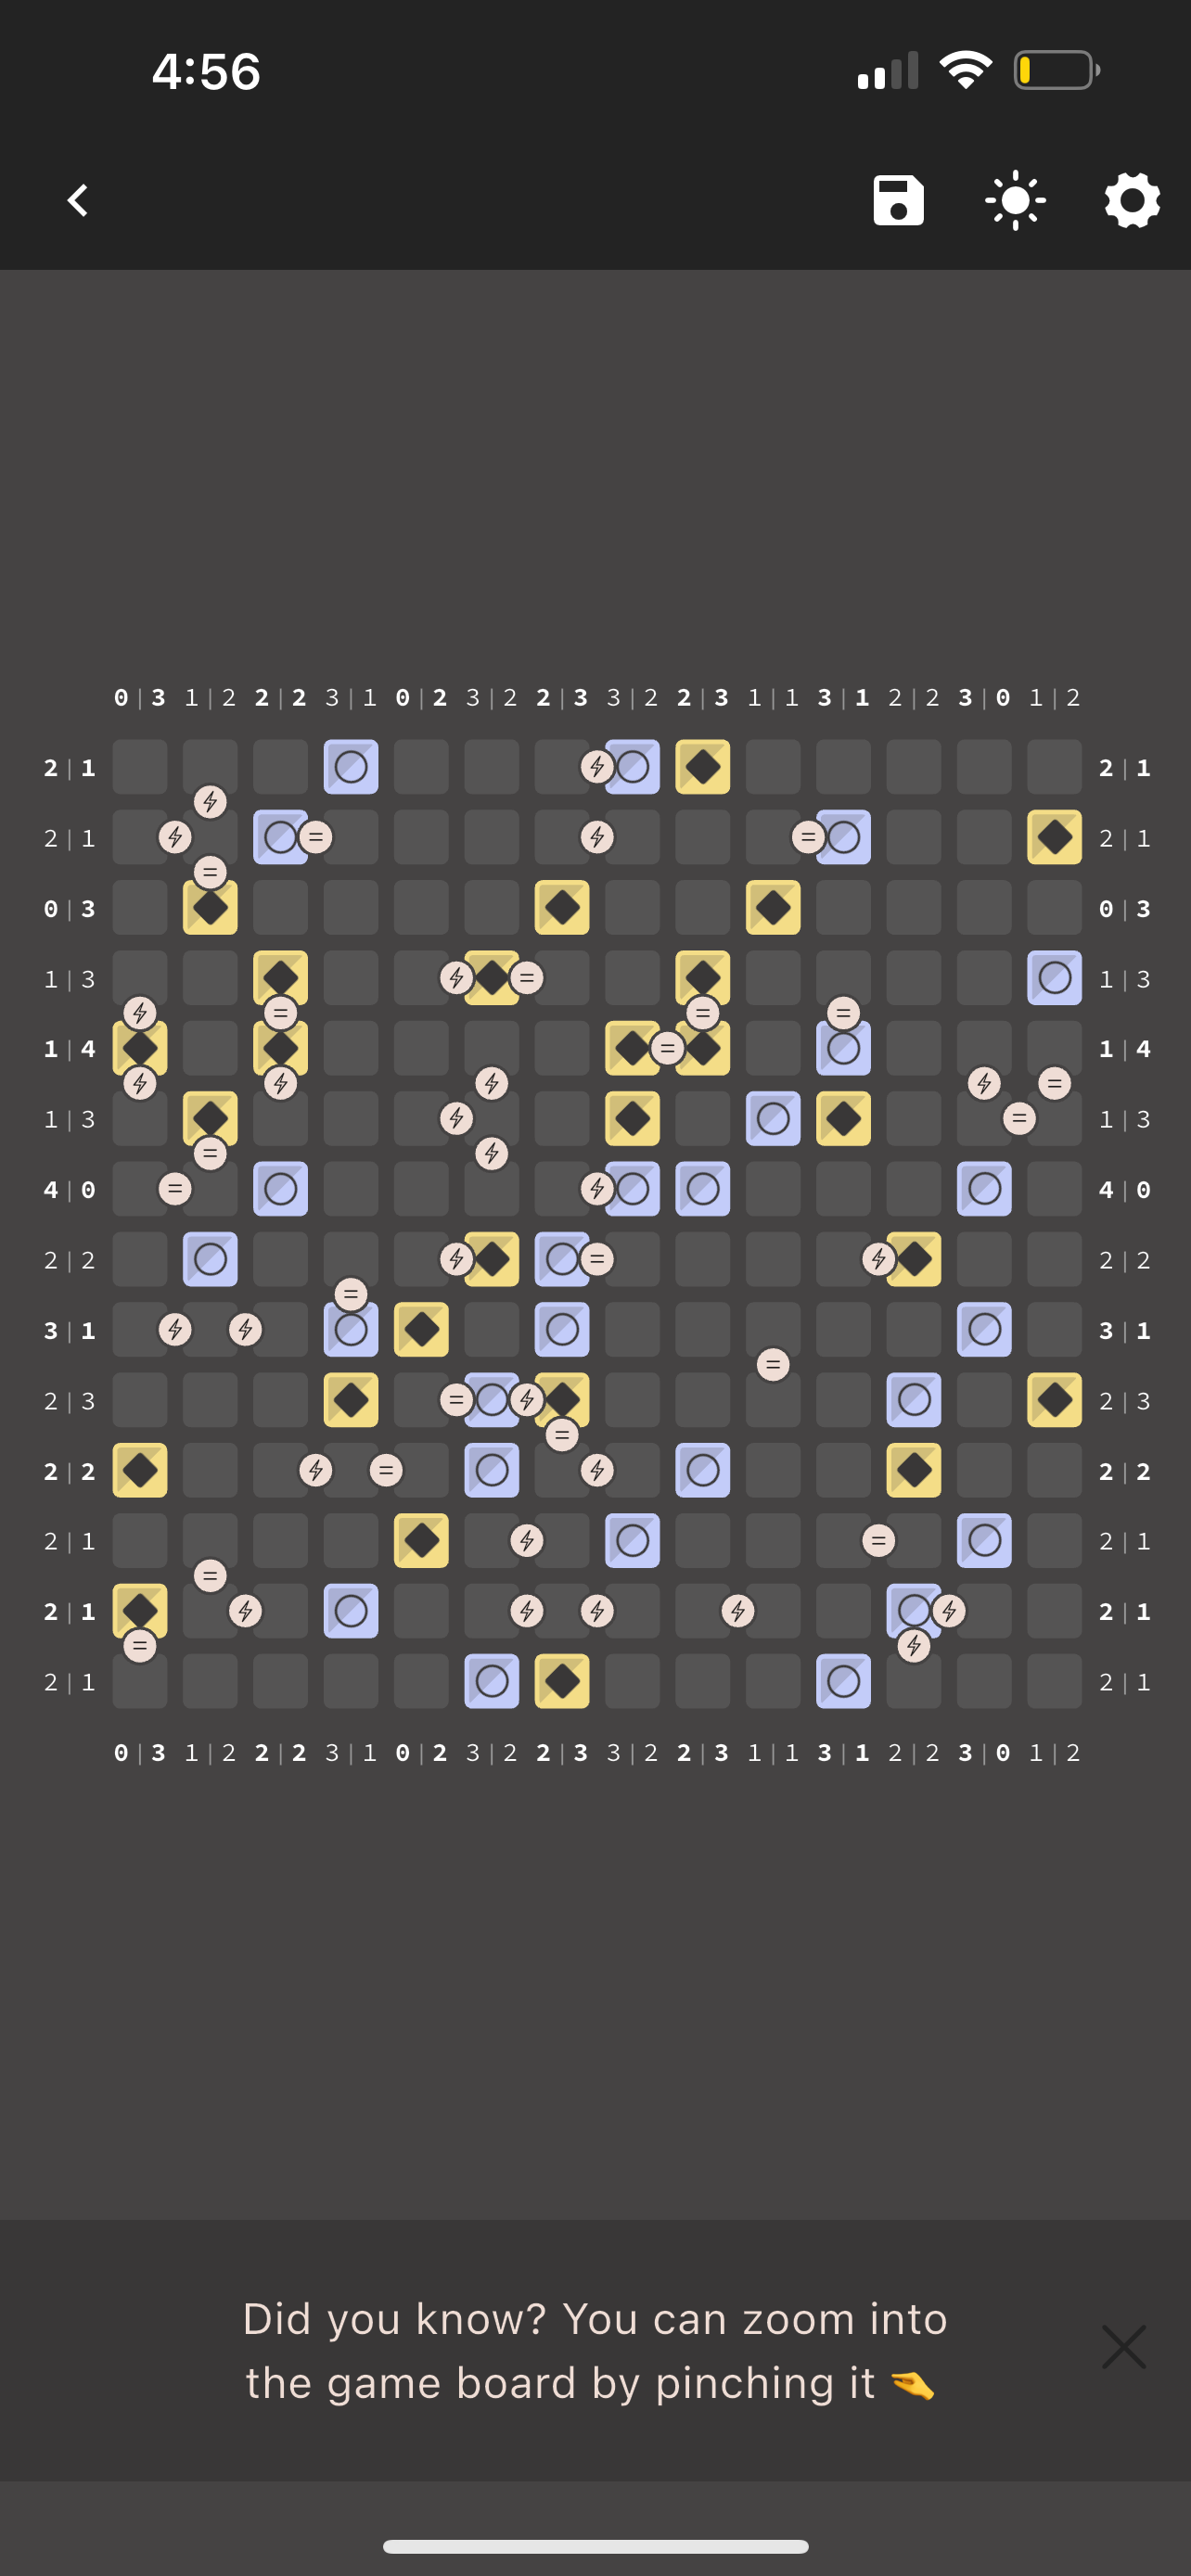 4:56
0|3 1|2 2|2 3|1 0|2 3|2 2|3 3|2 2|3 1|1 3|1 2|2 3|0 1|2
2|1 2|1
2|1 = = 2|1
=
0|3 0|3
1|3 = 1|3
= = =
1|4 = 1|4
=
1|3 = 1|3
=
4|0 = 4|0
2|2 = 2|2
=
3|1 3|1
=
2|3 = 2|3
=
2|2 = 2|2
2|1 = 2|1
=
2|1 2|1
=
2|1 2|1
0|3 1|2 2|2 3|1 0|2 3|2 2|3 3|2 2|3 1|1 3|1 2|2 3|0 1|2
Did you know? You can zoom into
the game board by pinching it 🤏